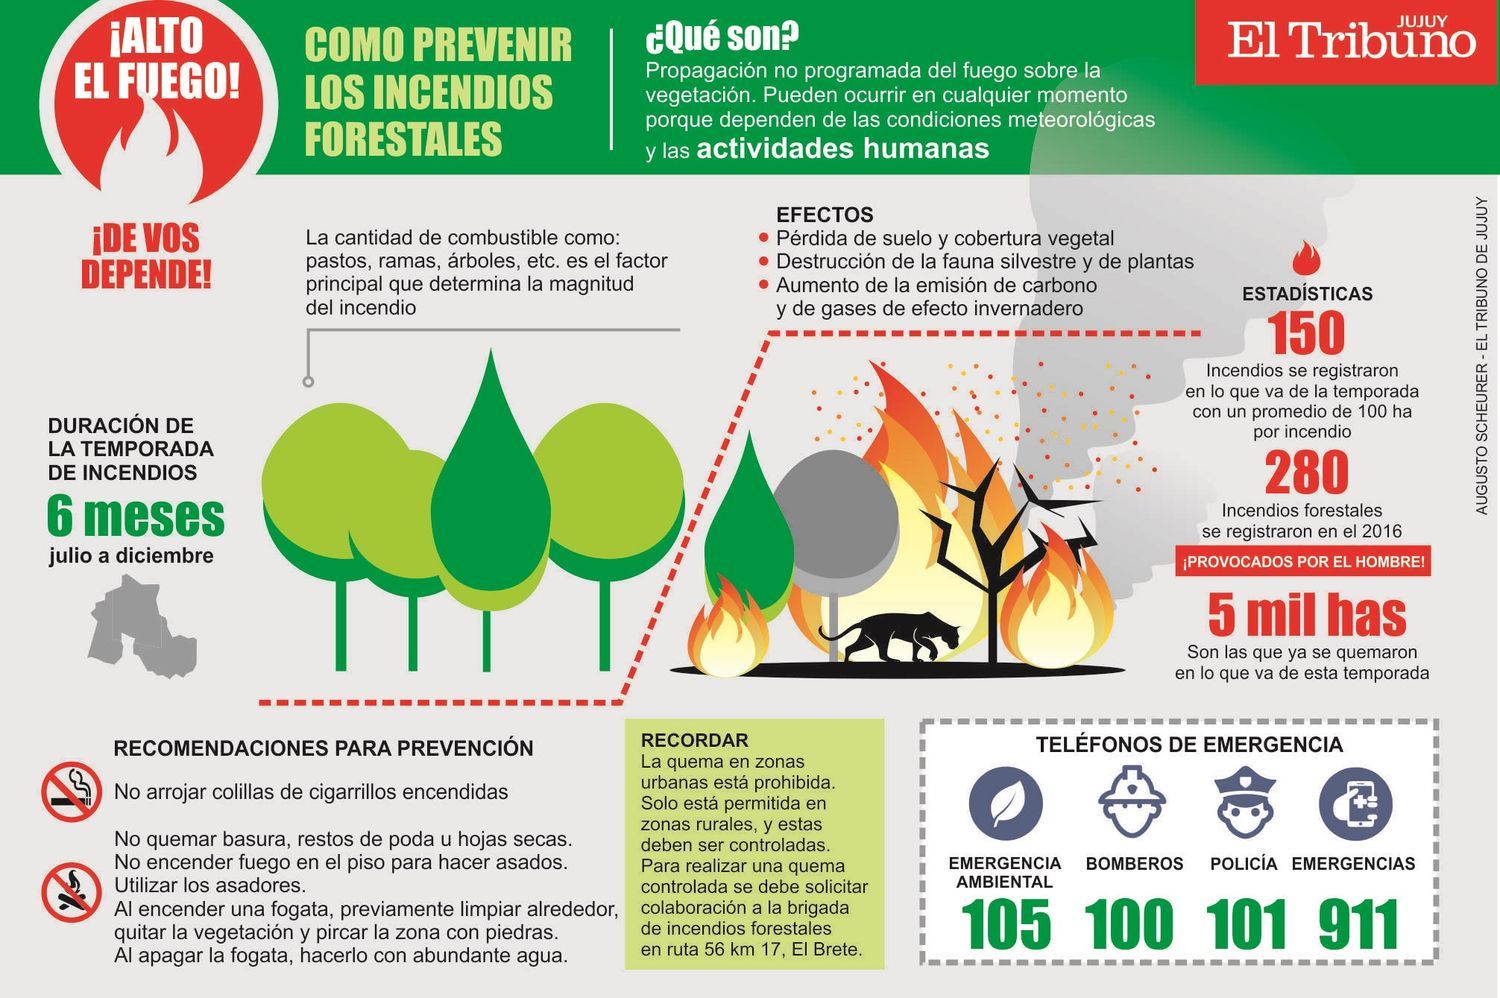 ¡ALTO
EL FUEGO!
¡DE VOS
DEPENDE!
COMO PREVENIR
LOS INCENDIOS
FORESTALES
¿Qué son?
Propagación no programada del fuego sobre la
vegetación. Pueden ocurrir en cualquier momento
porque dependen de las condiciones meteorológicas
y las actividades humanas
JUJUY
El Tribuno
La cantidad de combustible como:
pastos, ramas, árboles, etc. es el factor
principal que determina la magnitud
del incendio
EFECTOS
• Pérdida de suelo y cobertura vegetal
• Destrucción de la fauna silvestre y de plantas
• Aumento de la emisión de carbono
y de gases de efecto invernadero
DURACIÓN DE
LA TEMPORADA
DE INCENDIOS
6 meses
julio a diciembre
ESTADÍSTICAS
150
Incendios se registraron
en lo que va de la temporada
con un promedio de 100 ha
por incendio
280
Incendios forestales
se registraron en el 2016
¡PROVOCADOS POR EL HOMBRE!
5 mil has
Son las que ya se quemaron
en lo que va de esta temporada
AUGUSTO SCHEURER - EL TRIBUNO DE JUJUY
RECOMENDACIONES PARA PREVENCIÓN
No arrojar colillas de cigarrillos encendidas
No quemar basura, restos de poda u hojas secas.
No encender fuego en el piso para hacer asados.
Utilizar los asadores.
Al encender una fogata, previamente limpiar alrededor,
quitar la vegetación y pircar la zona con piedras.
Al apagar la fogata, hacerlo con abundante agua.
RECORDAR
La quema en zonas
urbanas está prohibida.
Solo está permitida en
zonas rurales, y estas
deben ser controladas.
Para realizar una quema
controlada se debe solicitar
colaboración a la brigada
de incendios forestales
en ruta 56 km 17, El Brete.
TELÉFONOS DE EMERGENCIA
EMERGENCIA
AMBIENTAL
105
BOMBEROS
100
POLICÍA
101
EMERGENCIAS
911